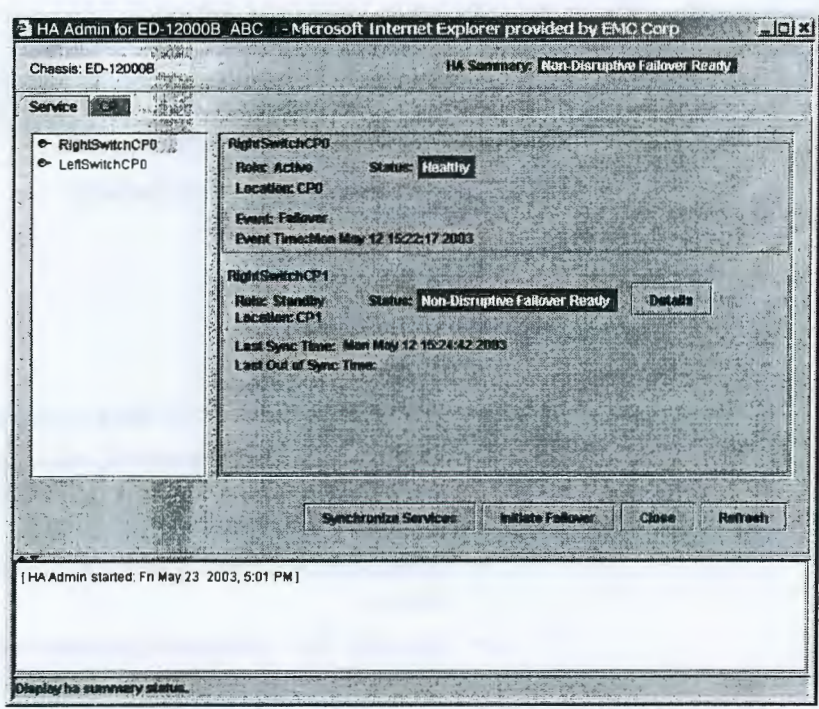 HA Admin for ED-12000B_ABC - Microsoft Internet Explorer provided by EMC Corp
Chassis: ED-12000B
HA Summary: Non-Disruptive Failover Ready
Service CP
RightSwitchCP0
LeftSwitchCP0
RightSwitchCP0
Role: Active Status: Healthy
Location: CP0
Event: Failover
Event Time: Mon May 12 15:22:17 2003
RightSwitchCP1
Role: Standby Status: Non-Disruptive Failover Ready Details
Location: CP1
Last Sync Time: Mon May 12 15:24:42 2003
Last Out of Sync Time:
Synchronize Services Initiate Failover Close Refresh
[ HA Admin started: Fri May 23 2003, 5:01 PM ]
Display ha summary status.